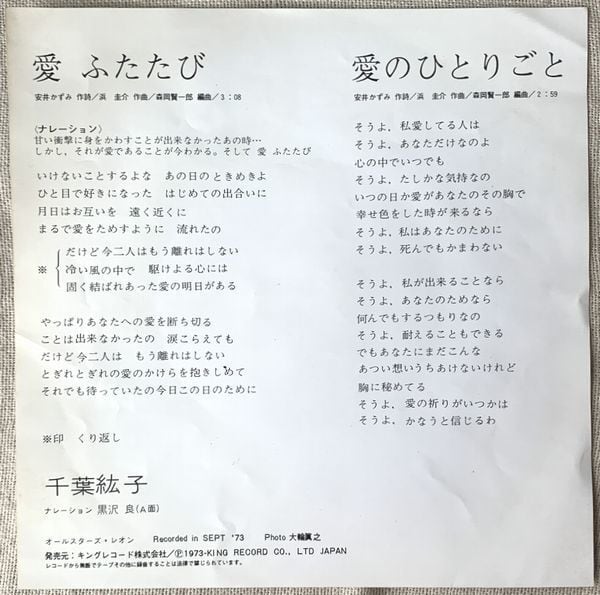 愛 ふたたび
安井かずみ 作詩／浜 圭介 作曲／森岡賢一郎 編曲／3：08
(ナレーション)
甘い衝撃に身をかわすことが出来なかったあの時…
しかし、それが愛であることが今わかる。そして 愛 ふたたび
いけないことするよな あの日のときめきよ
ひと目で好きになった はじめての出合いに
月日はお互いを 遠く近くに
まるで愛をためすように 流れたの
だけど今二人はもう離れはしない
※ 冷い風の中で 駆けよる心には
固く結ばれあった愛の明日がある
やっぱりあなたへの愛を断ち切る
ことは出来なかったの 涙こらえても
だけど今二人は もう離れはしない
とぎれとぎれの愛のかけらを抱きしめて
それでも待っていたの今日この日のために
※印 くり返し
千葉紘子
ナレーション 黒沢 良(A面)
愛のひとりごと
安井かずみ 作詩／浜 圭介 作曲／森岡賢一郎 編曲／2：59
そうよ、私愛してる人は
そうよ、あなただけなのよ
心の中でいつでも
そうよ、たしかな気持なの
いつの日か愛があなたのその胸で
幸せ色をした時が来るなら
そうよ、私はあなたのために
そうよ、死んでもかまわない
そうよ、私が出来ることなら
そうよ、あなたのためなら
何んでもするつもりなの
そうよ、耐えることもできる
でもあなたにまだこんな
あつい想いうちあけないけれど
胸に秘めてる
そうよ、愛の祈りがいつかは
そうよ、かなうと信じるわ
オールスターズ・レオン Recorded in SEPT '73 Photo 大輪眞之
発売元：キングレコード株式会社／Ⓟ1973-KING RECORD CO., LTD JAPAN
レコードから無断でテープその他に録音することは法律で禁じられています。